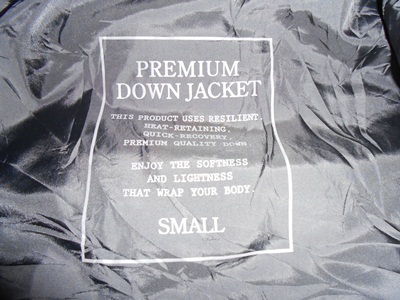 PREMIUM
DOWN JACKET
THIS PRODUCT USES RESILIENT.
HEAT-RETAINING.
QUICK-RECOVERY.
PREMIUM QUALITY DOWN.
ENJOY THE SOFTNESS
AND LIGHTNESS
THAT WRAP YOUR BODY.
SMALL